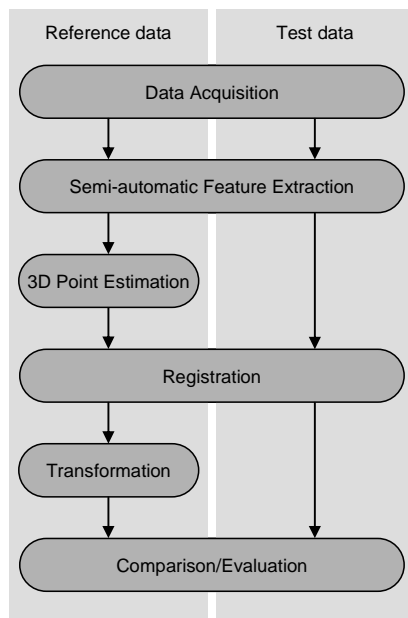 Reference data
Test data
Data Acquisition
Semi-automatic Feature Extraction
3D Point Estimation
Registration
Transformation
Comparison/Evaluation